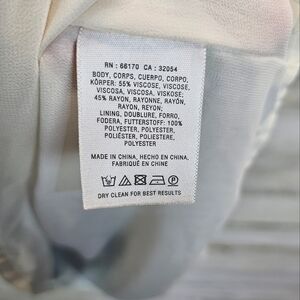 RN : 66170 CA : 32054
BODY, CORPS, CUERPO, CORPO,
KÖRPER: 55% VISCOSE, VISCOSE,
VISCOSA, VISCOSA, VISKOSE;
45% RAYON, RAYONNE, RAYÓN,
RAYON, REYON;
LINING, DOUBLURE, FORRO,
FODERA, FUTTERSTOFF: 100%
POLYESTER, POLYESTER,
POLIÉSTER, POLIESTERE,
POLYESTER
MADE IN CHINA, HECHO EN CHINA,
FABRIQUÉ EN CHINE
DRY CLEAN FOR BEST RESULTS